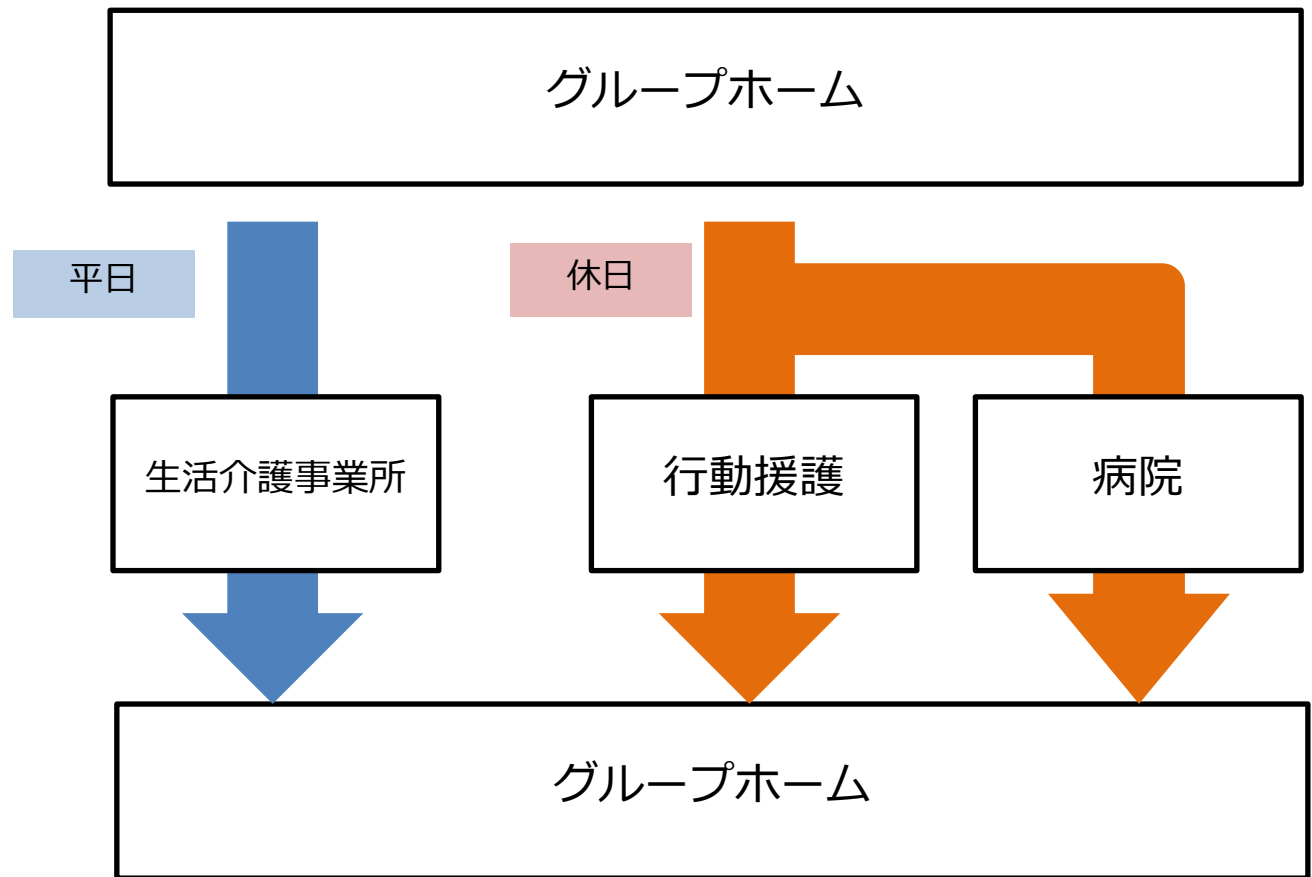 グループホーム
平日
休日
生活介護事業所
行動援護
病院
グループホーム